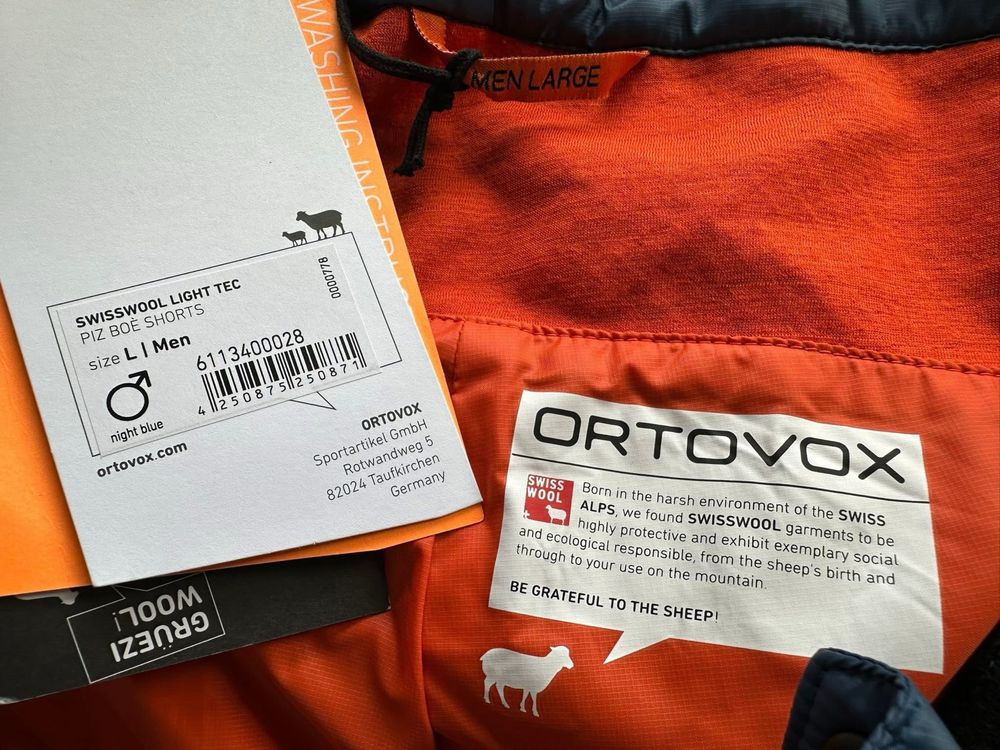 WASHING INSTRUC
MEN LARGE
SWISSWOOL LIGHT TEC
PIZ BOÈ SHORTS
size L | Men
0000778
6113400028
4 250875 250871
night blue
ortovox.com
ORTOVOX
Sportartikel GmbH
Rotwandweg 5
82024 Taufkirchen
Germany
GRÜEZI
WOOL!
ORTOVOX
SWISS
WOOL
Born in the harsh environment of the SWISS
ALPS, we found SWISSWOOL garments to be
highly protective and exhibit exemplary social
and ecological responsible, from the sheep's birth and
through to your use on the mountain.
BE GRATEFUL TO THE SHEEP!